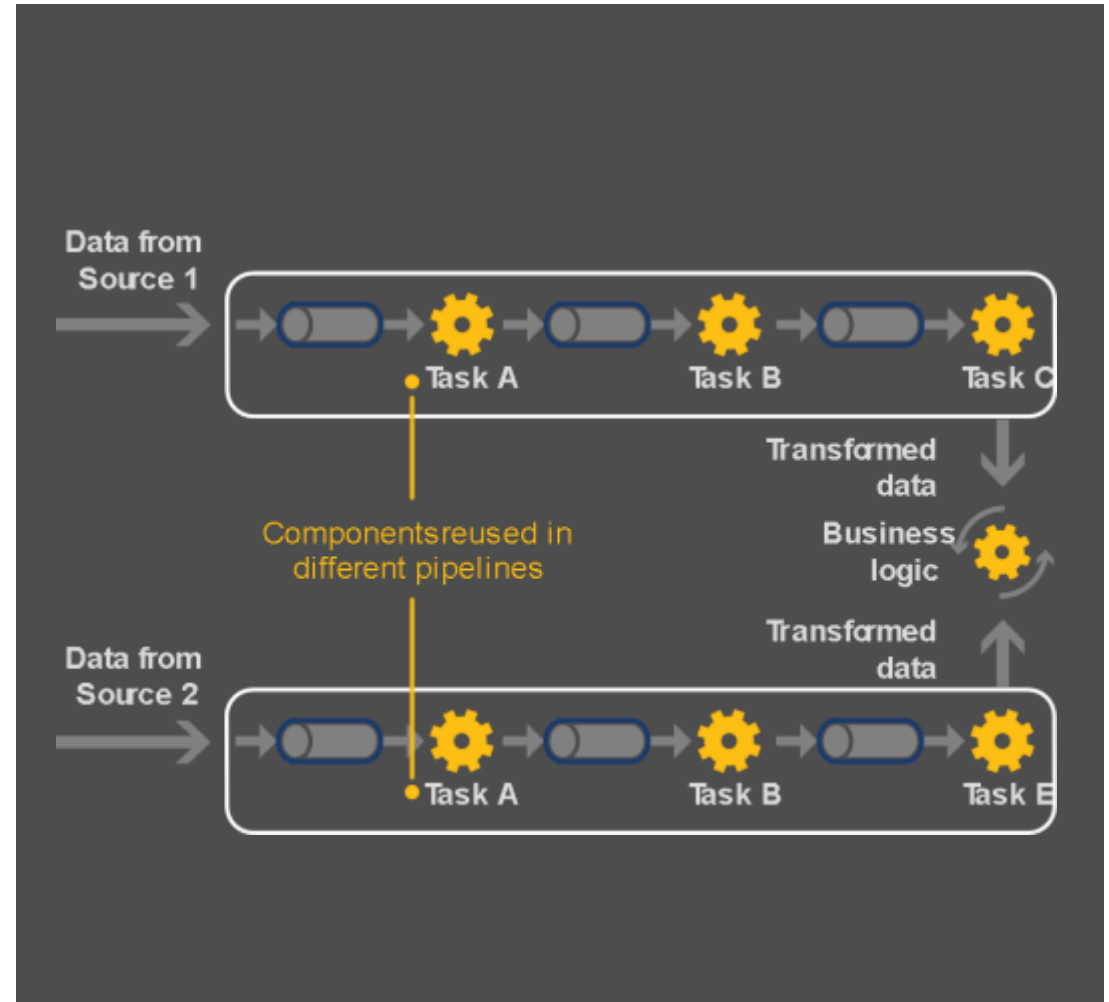 Data from
Source 1
Task A
Task B
Task C
Transformed
data
Componentsreused in
different pipelines
Business
logic
Transformed
data
Data from
Source 2
Task A
Task B
Task E